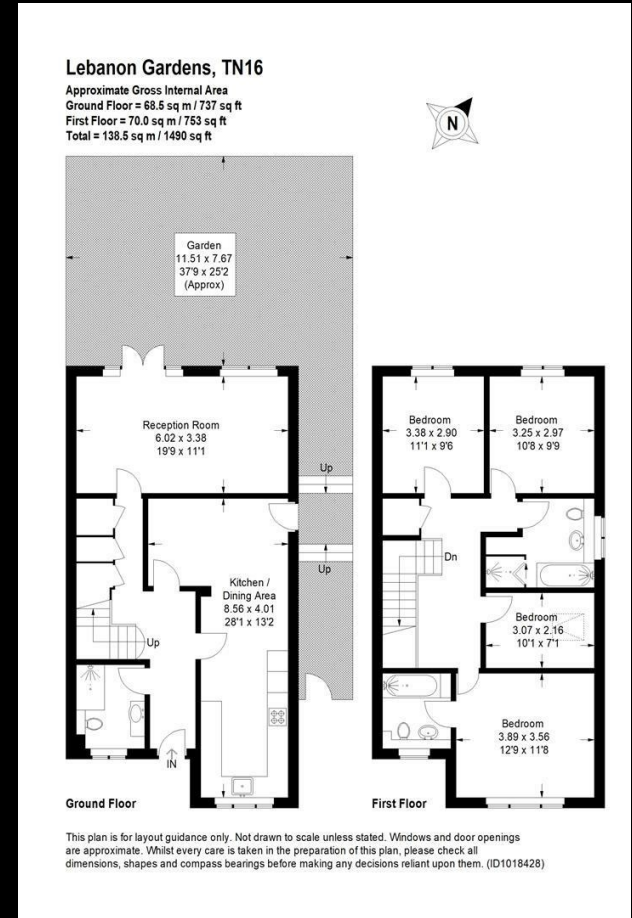 Lebanon Gardens, TN16
Approximate Gross Internal Area
Ground Floor = 68.5 sq m / 737 sq ft
First Floor = 70.0 sq m / 753 sq ft
Total = 138.5 sq m / 1490 sq ft
N
Garden
11.51 x 7.67
37'9 x 25'2
(Approx)
Reception Room
6.02 x 3.38
19'9 x 11'1
Up
Up
Kitchen /
Dining Area
8.56 x 4.01
28'1 x 13'2
Up
IN
Ground Floor
Bedroom
3.38 x 2.90
11'1 x 9'6
Bedroom
3.25 x 2.97
10'8 x 9'9
Dn
Bedroom
3.07 x 2.16
10'1 x 7'1
Bedroom
3.89 x 3.56
12'9 x 11'8
First Floor
This plan is for layout guidance only. Not drawn to scale unless stated. Windows and door openings
are approximate. Whilst every care is taken in the preparation of this plan, please check all
dimensions, shapes and compass bearings before making any decisions reliant upon them. (ID1018428)